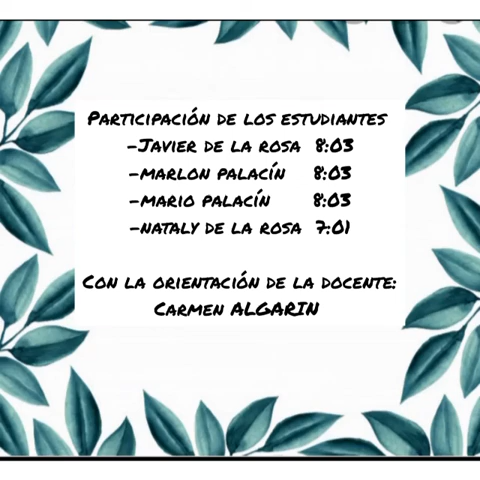 Participación de los estudiantes
-Javier de la rosa 8:03
-marlon palacín 8:03
-mario palacín 8:03
-nataly de la rosa 7:01
Con la orientación de la docente:
Carmen ALGARIN